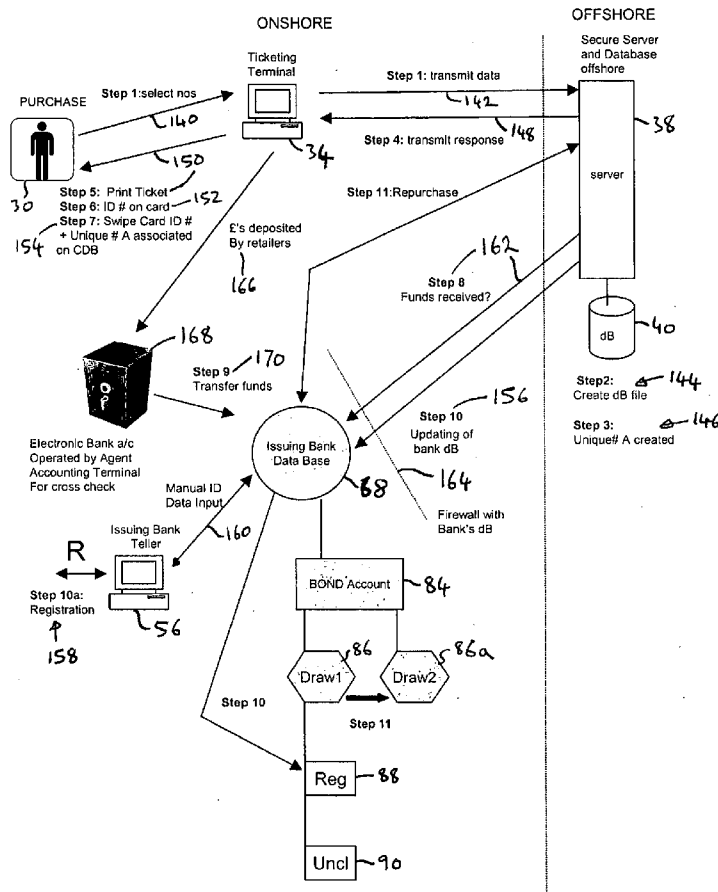 ONSHORE
OFFSHORE
Ticketing
Terminal
Secure Server
and Database
offshore
PURCHASE
Step 1:select nos
140
Step 1: transmit data
142
148
Step 4: transmit response
38
34
server
30
150
Step 5: Print Ticket
Step 6: ID # on card
152
154
Step 7: Swipe Card ID #
+ Unique # A associated
on CDB
Step 11:Repurchase
£'s deposited
By retailers
166
162
Step 8
Funds received?
dB
40
168
Step 9
170
Transfer funds
Step2:
144
Create dB file
Step 3:
146
Unique# A created
Step 10
156
Updating of
bank dB
Electronic Bank a/c
Operated by Agent
Accounting Terminal
For cross check
Issuing Bank
Data Base
68
164
Firewall with
Bank's dB
Manual ID
Data Input
160
Issuing Bank
Teller
R
Step 10a:
Registration
158
56
BOND Account
84
86
86a
Draw1
Draw2
Step 10
Step 11
Reg
88
Uncl
90